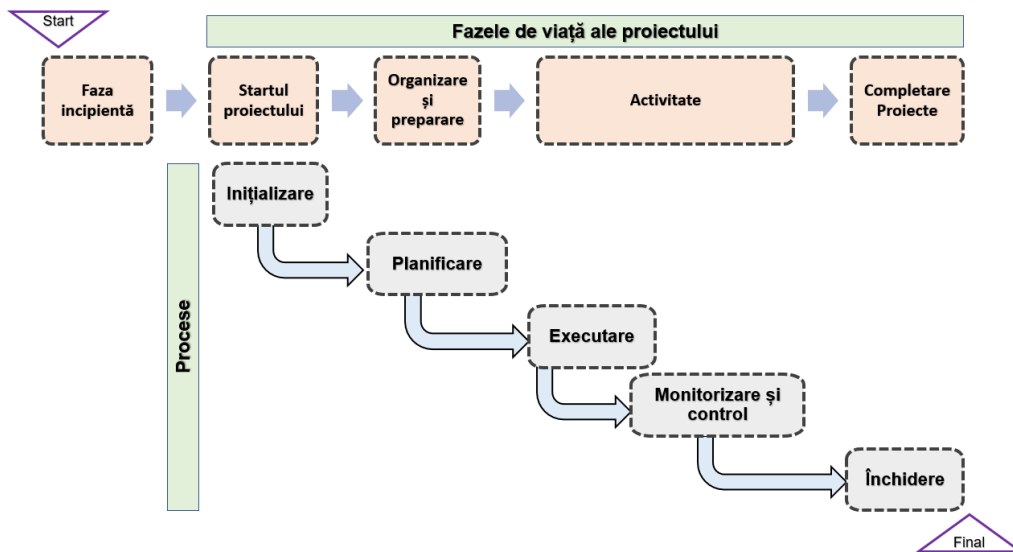 Start
Fazele de viață ale proiectului
Faza
incipientă
Startul
proiectului
Organizare
și
preparare
Activitate
Completare
Proiecte
Procese
Inițializare
Planificare
Executare
Monitorizare și
control
Închidere
Final